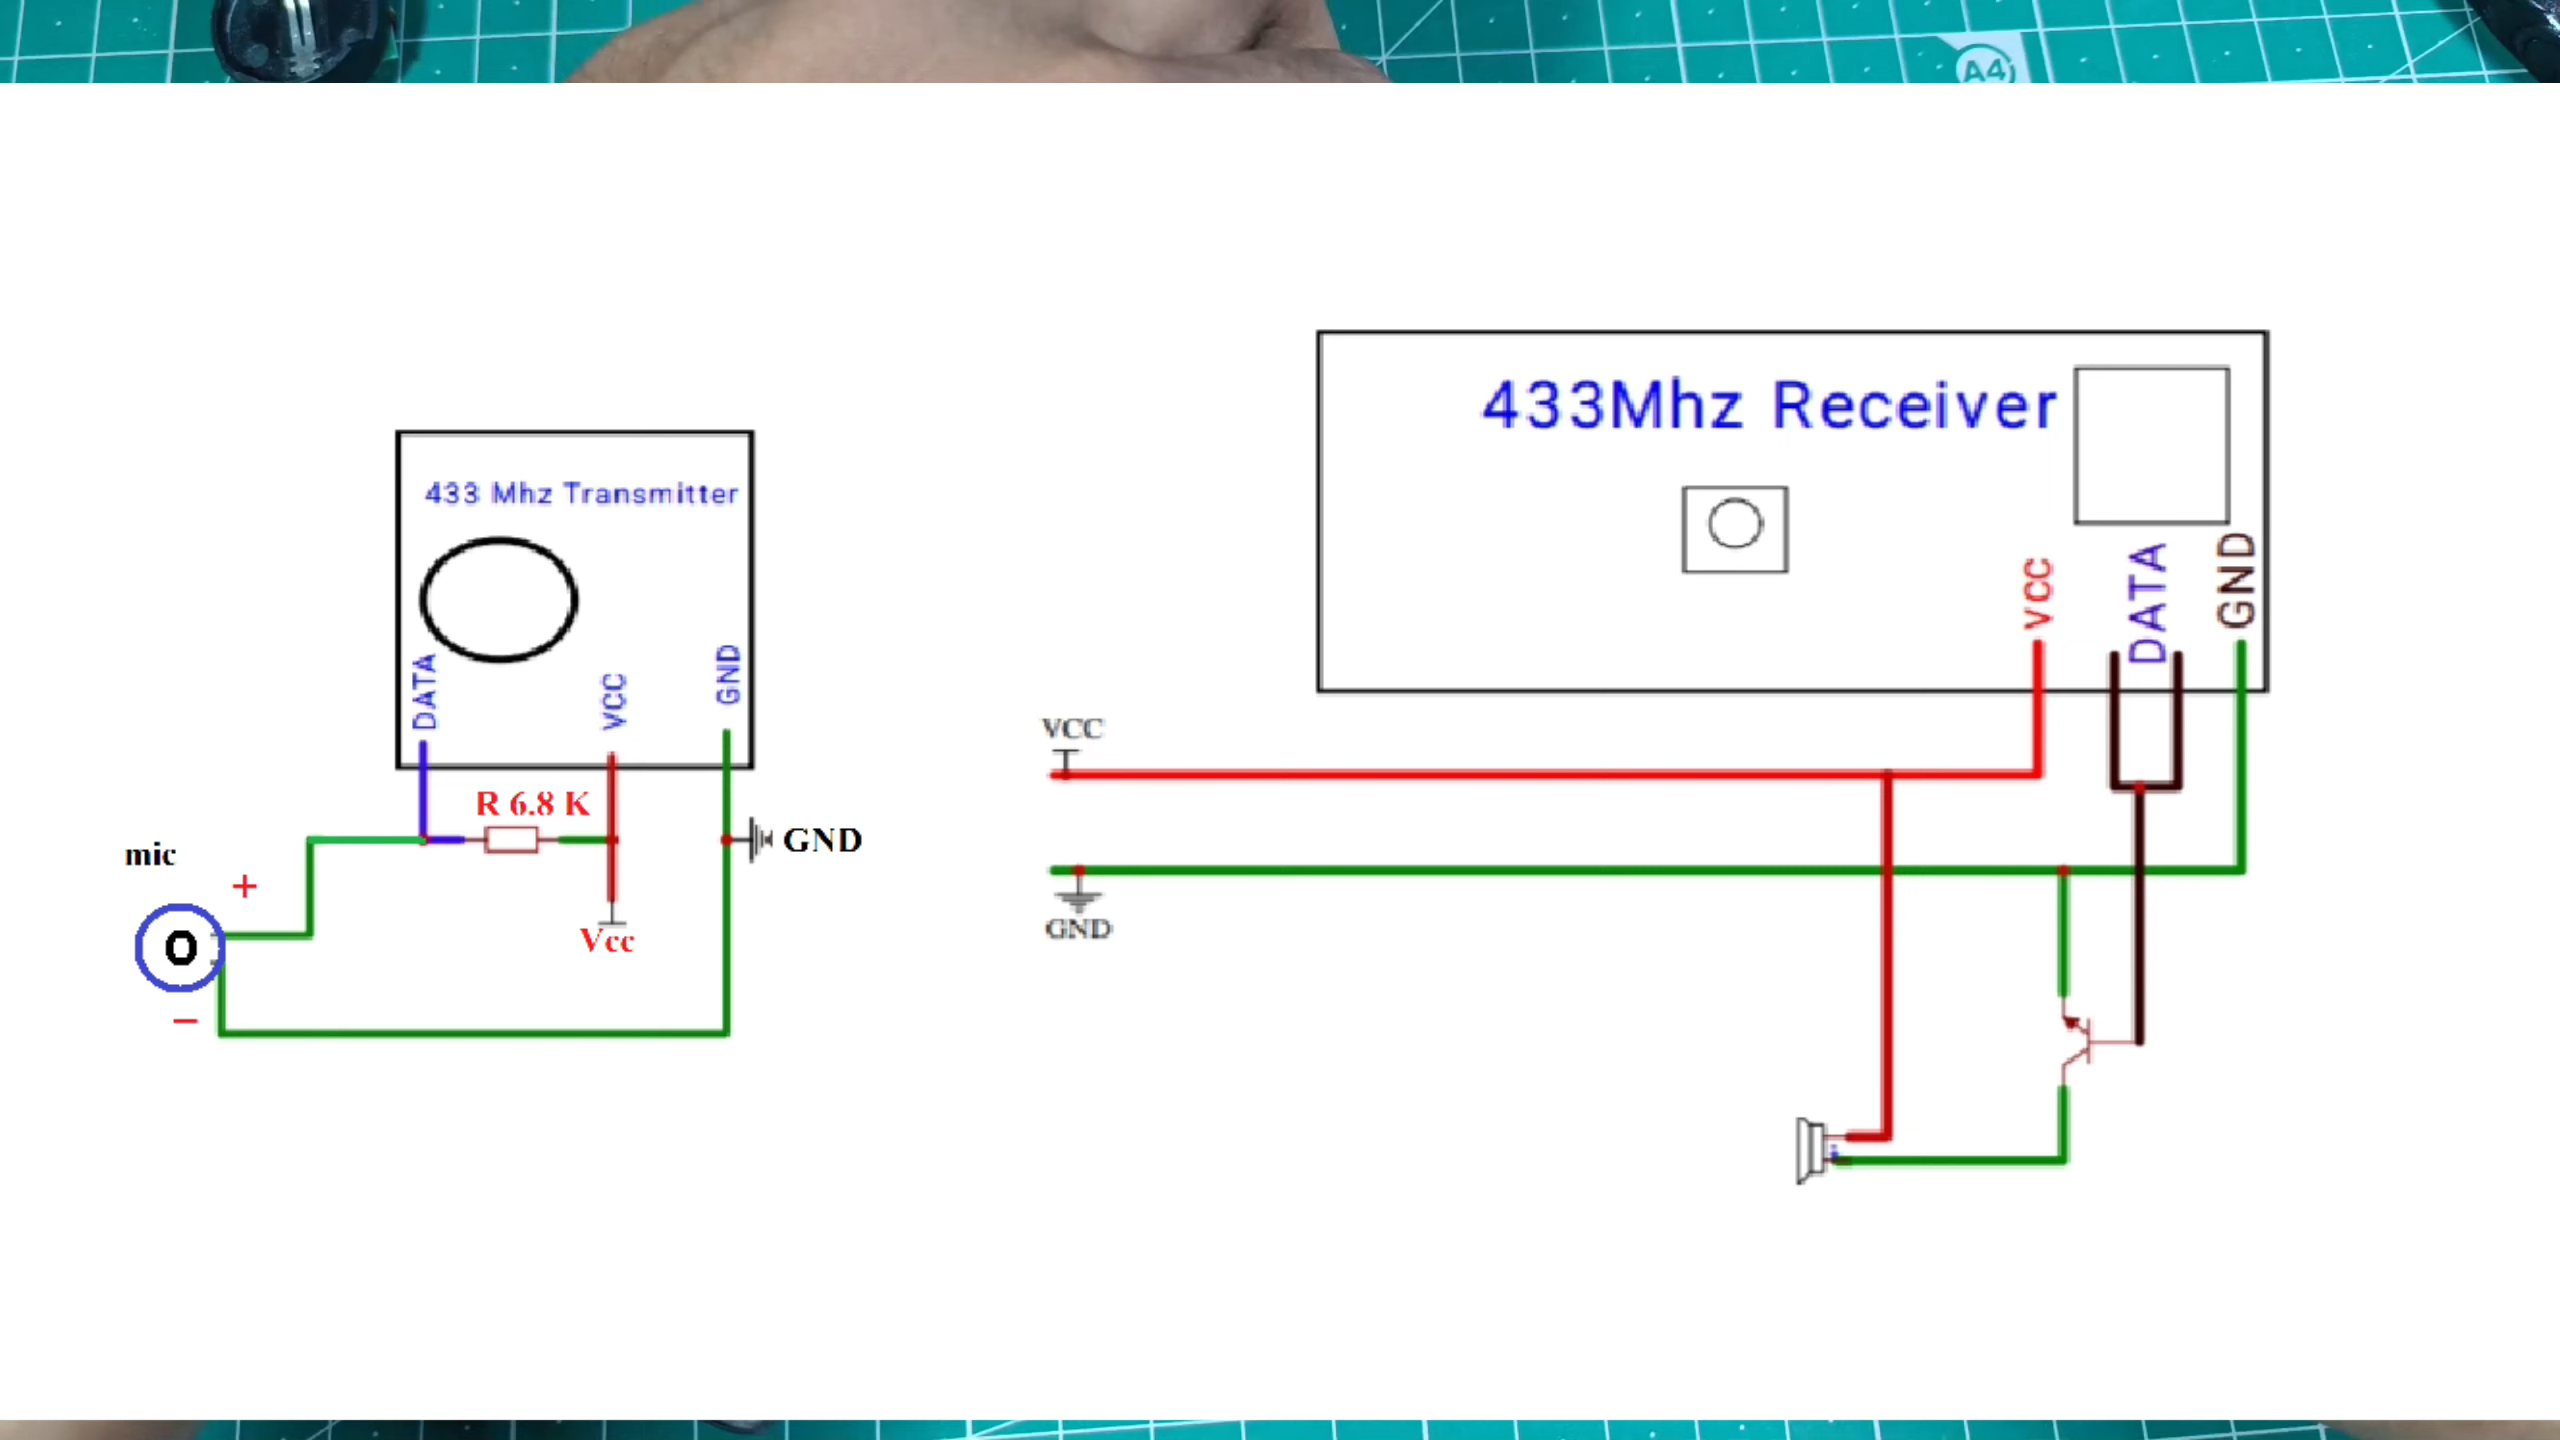 A4
433 Mhz Transmitter
DATA
VCC
GND
R 6.8 K
GND
Vcc
mic
+
O
−
433Mhz Receiver
VCC
DATA
GND
VCC
GND